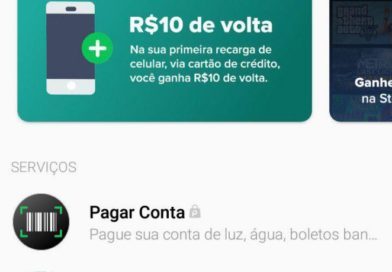 R$10 de volta
Na sua primeira recarga de
celular, via cartão de crédito,
você ganha R$10 de volta.
Ganhe
na St
SERVIÇOS
Pagar Conta
Pague sua conta de luz, água, boletos ban...